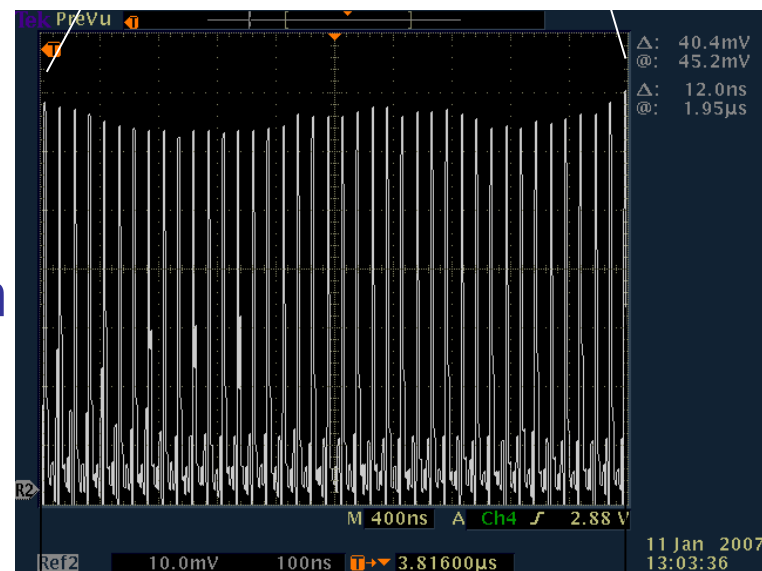 Tek PreVu
Δ: 40.4mV
@: 45.2mV
Δ: 12.0ns
@: 1.95µs
n
R2
M 400ns A Ch4 ƒ 2.88 V
11 Jan 2007
13:03:36
Ref2 10.0mV 100ns T→▼ 3.81600µs